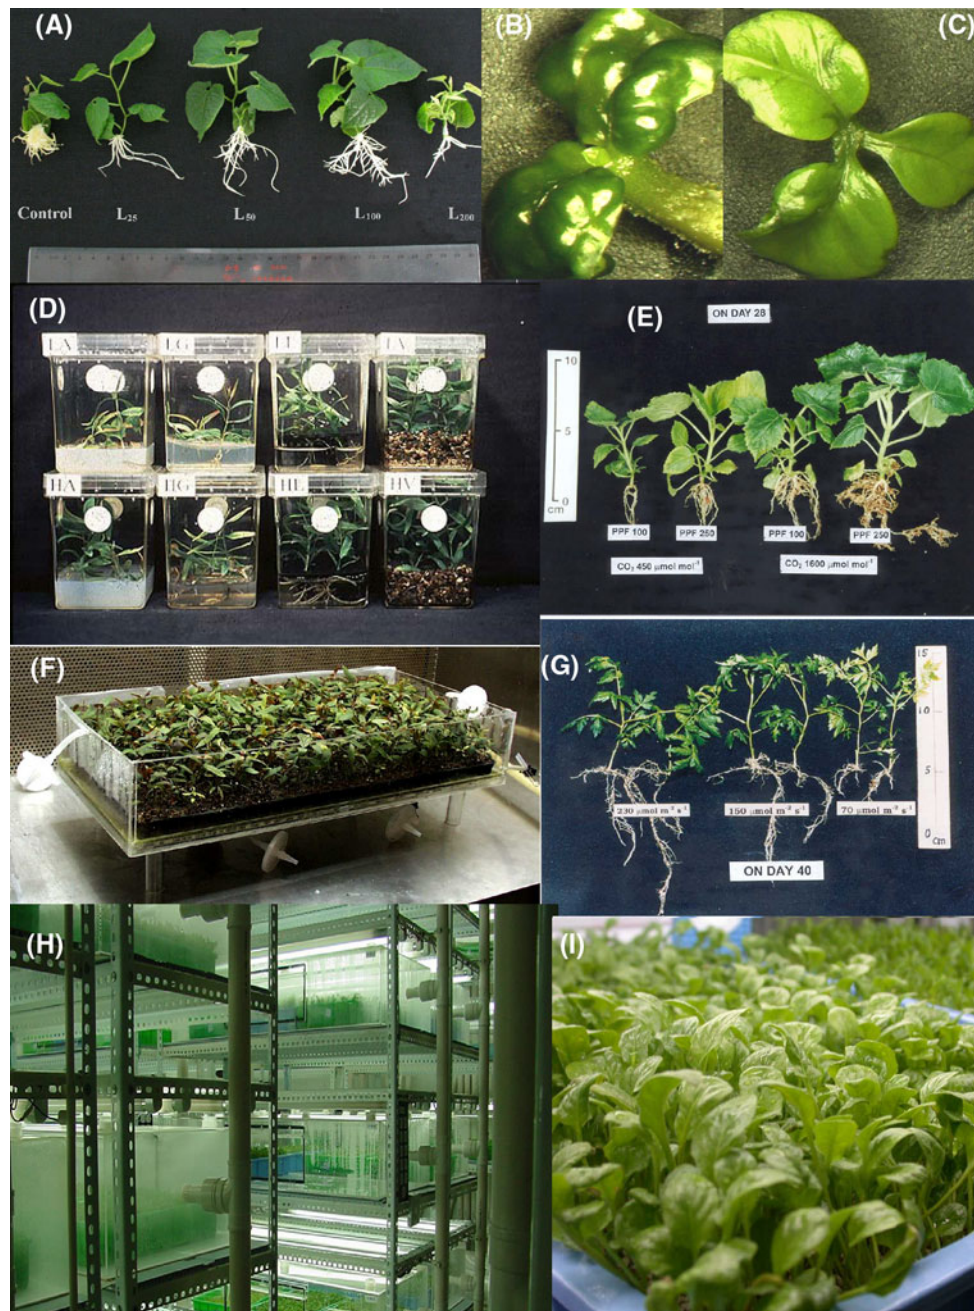 (A)
Control
L25
L50
L100
L200
(B)
(C)
(D)
LA
LG
LL
LV
HA
HG
HL
HV
(E)
ON DAY 28
10
5
0
cm
PPF 100
PPF 250
PPF 100
PPF 250
CO₂ 450 µmol mol⁻¹
CO₂ 1600 µmol mol⁻¹
(F)
(G)
15
10
5
0
cm
230 µmol m⁻² s⁻¹
150 µmol m⁻² s⁻¹
70 µmol m⁻² s⁻¹
ON DAY 40
(H)
(I)